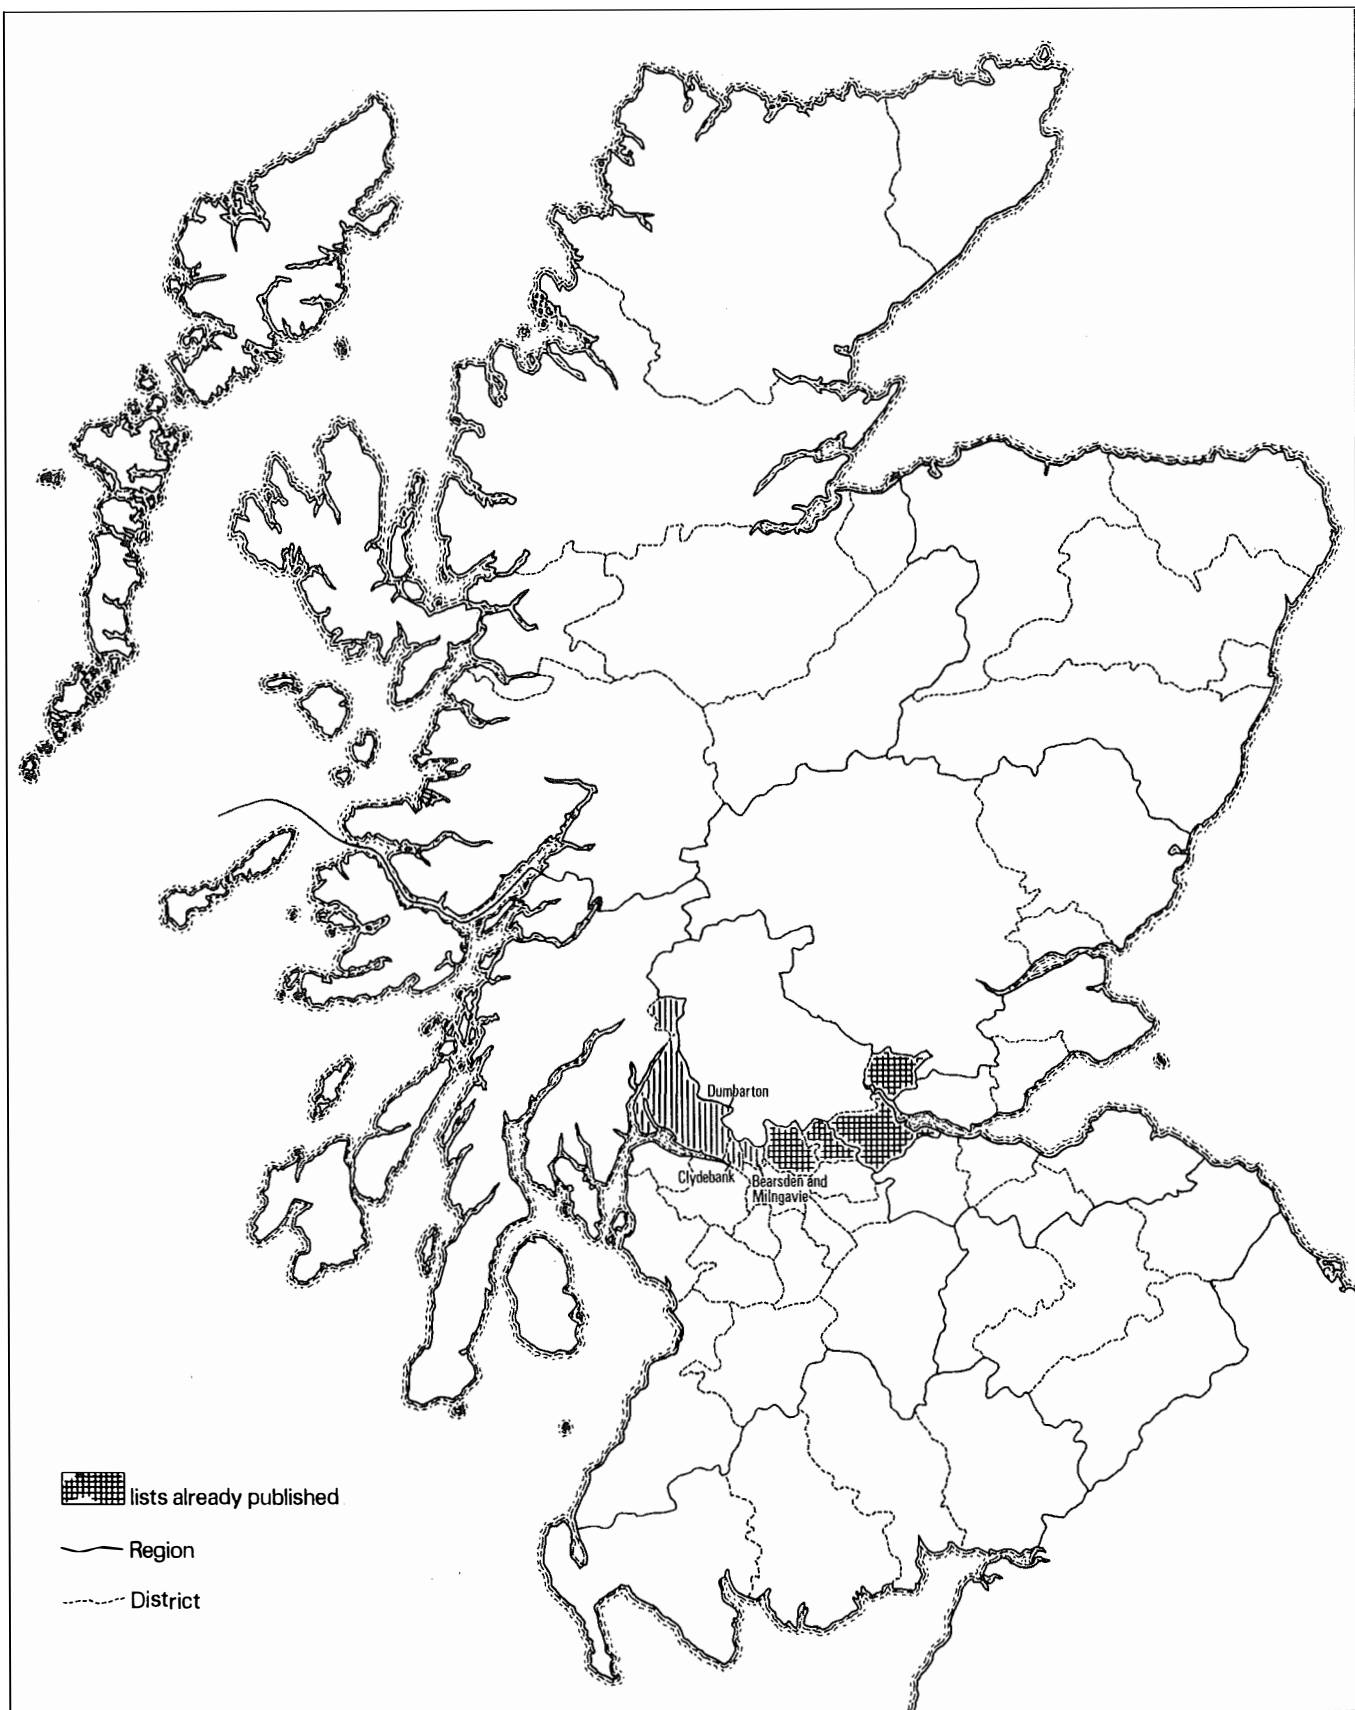 Dumbarton
Clydebank
Bearsden and
Milngavie
lists already published
Region
District